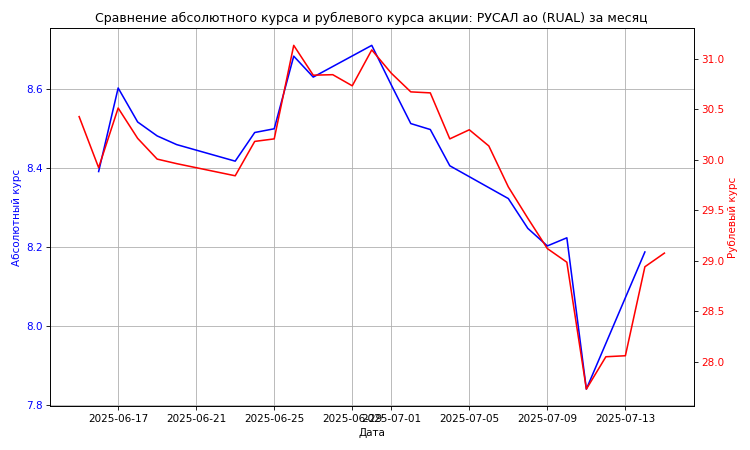 Сравнение абсолютного курса и рублевого курса акции: РУСАЛ ао (RUAL) за месяц
Абсолютный курс
8.6
8.4
8.2
8.0
7.8
31.0
30.5
30.0
29.5
29.0
28.5
28.0
Рублевый курс
2025-06-17 2025-06-21 2025-06-25 2025-06-29 2025-07-01 2025-07-05 2025-07-09 2025-07-13
Дата